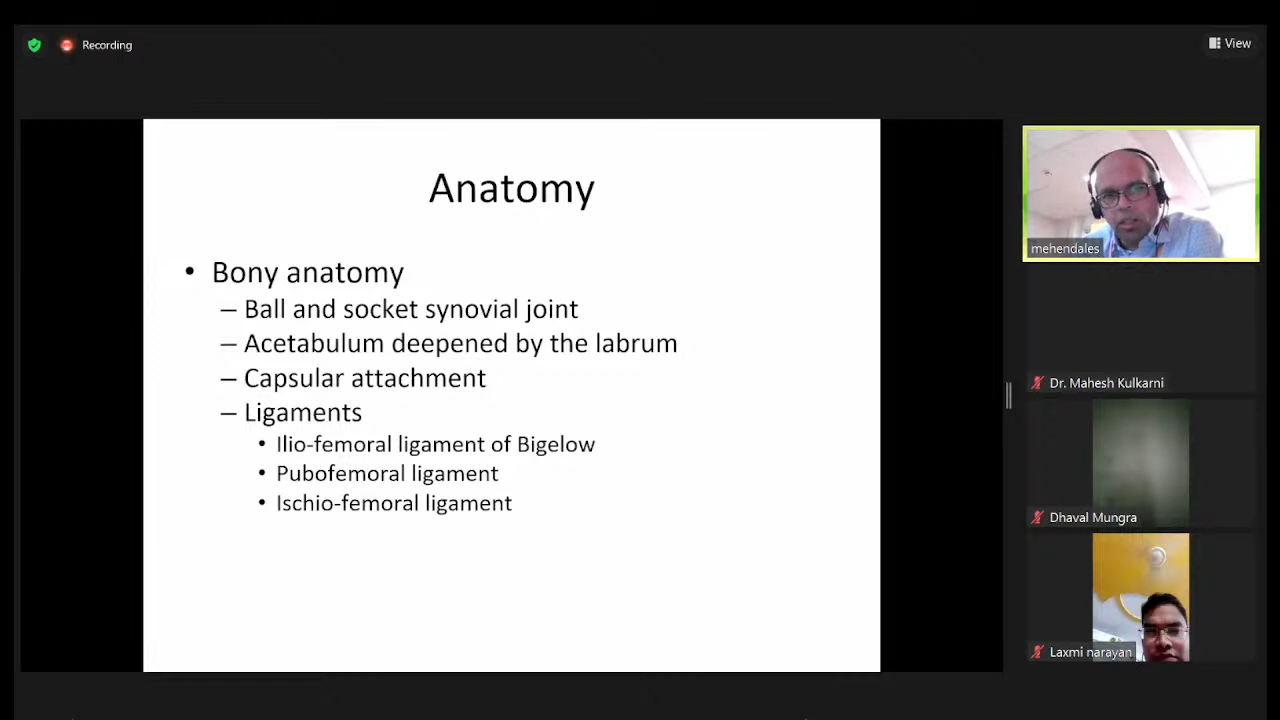 Recording
View
Anatomy
• Bony anatomy
– Ball and socket synovial joint
– Acetabulum deepened by the labrum
– Capsular attachment
– Ligaments
• Ilio-femoral ligament of Bigelow
• Pubofemoral ligament
• Ischio-femoral ligament
mehendales
Dr. Mahesh Kulkarni
Dhaval Mungra
Laxmi narayan